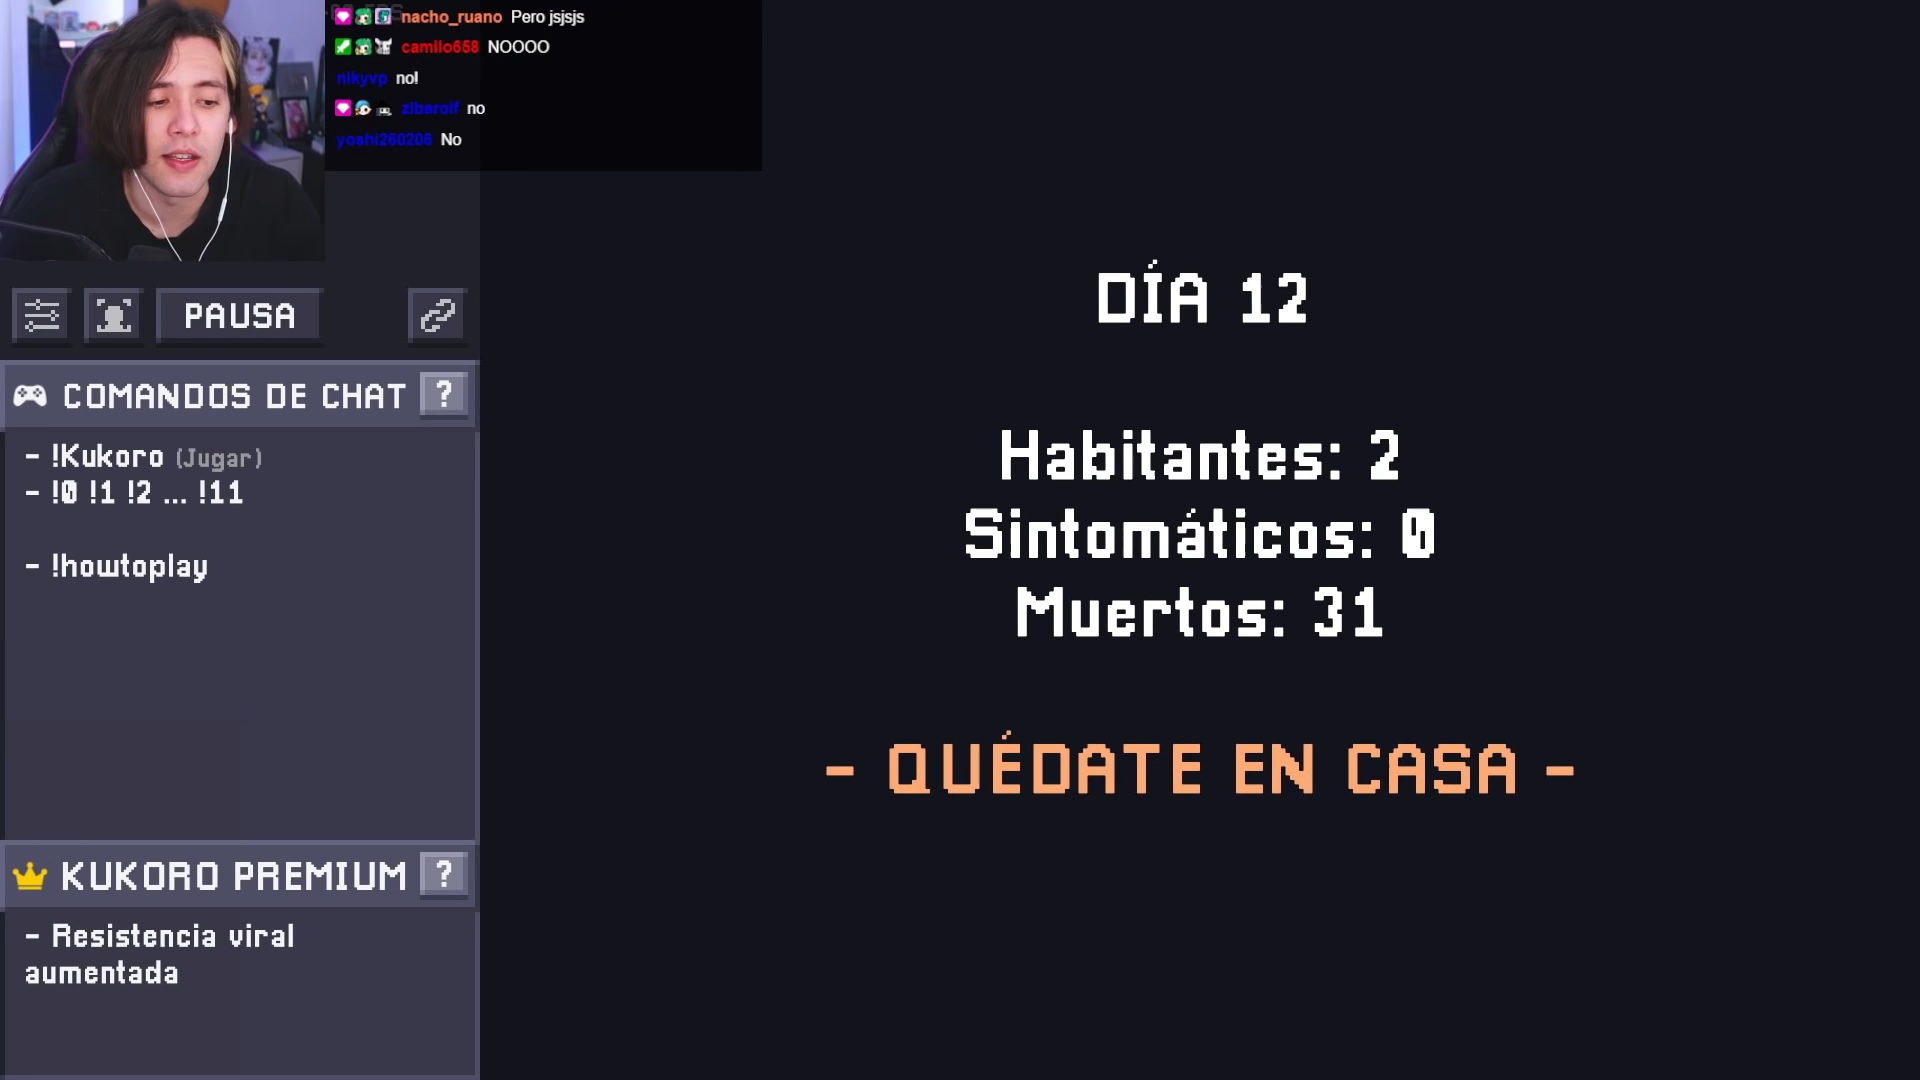 nacho_ruano Pero jsjsjs
camilo658 NOOOO
nikyvp no!
zibarolf no
yoshi260206 No
PAUSA
COMANDOS DE CHAT ?
- !Kukoro (Jugar)
- !0 !1 !2 ... !11
- !howtoplay
KUKORO PREMIUM ?
- Resistencia viral
aumentada
DÍA 12
Habitantes: 2
Sintomáticos: 0
Muertos: 31
- QUÉDATE EN CASA -